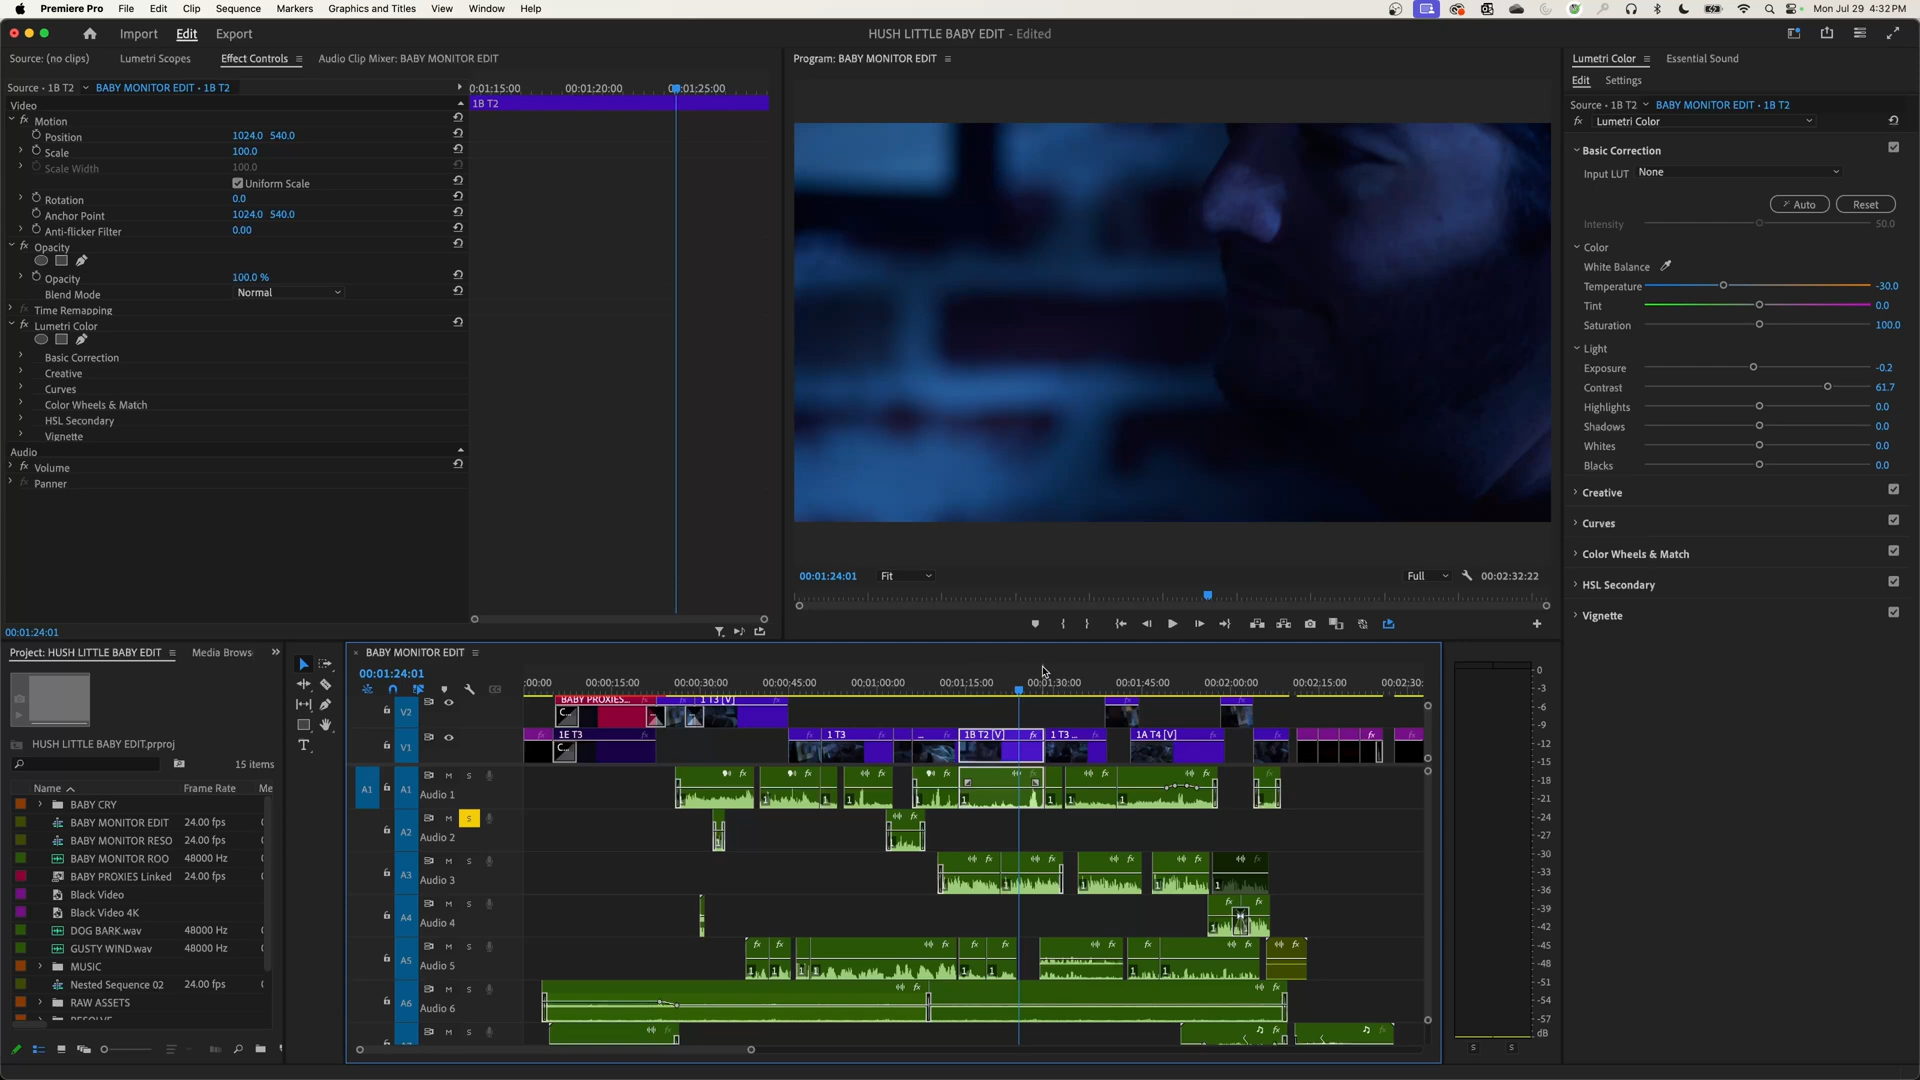 Premiere Pro File Edit Clip Sequence Markers Graphics and Titles View Window Help Mon Jul 29 4:32 PM
Import Edit Export HUSH LITTLE BABY EDIT - Edited
Source: (no clips) Lumetri Scopes Effect Controls Audio Clip Mixer: BABY MONITOR EDIT
Source • 1B T2 BABY MONITOR EDIT • 1B T2
0:01:15:00 00:01:20:00 00:01:25:00
Video
1B T2
fx Motion
Position 1024.0 540.0
Scale 100.0
Scale Width 100.0
Uniform Scale
Rotation 0.0
Anchor Point 1024.0 540.0
Anti-flicker Filter 0.00
fx Opacity
Opacity 100.0 %
Blend Mode Normal
fx Time Remapping
fx Lumetri Color
Basic Correction
Creative
Curves
Color Wheels & Match
HSL Secondary
Vignette
Audio
fx Volume
fx Panner
00:01:24:01
Program: BABY MONITOR EDIT
00:01:24:01 Fit Full 00:02:32:22
Lumetri Color Essential Sound
Edit Settings
Source • 1B T2 BABY MONITOR EDIT • 1B T2
fx Lumetri Color
Basic Correction
Input LUT None
Auto Reset
Intensity 50.0
Color
White Balance
Temperature -30.0
Tint 0.0
Saturation 100.0
Light
Exposure -0.2
Contrast 61.7
Highlights 0.0
Shadows 0.0
Whites 0.0
Blacks 0.0
Creative
Curves
Color Wheels & Match
HSL Secondary
Vignette
Project: HUSH LITTLE BABY EDIT Media Brows
HUSH LITTLE BABY EDIT.prproj
15 items
Name Frame Rate Me
BABY CRY
BABY MONITOR EDIT 24.00 fps
BABY MONITOR RESO 24.00 fps
BABY MONITOR ROO 48000 Hz
BABY PROXIES Linked 24.00 fps
Black Video
Black Video 4K
DOG BARK.wav 48000 Hz
GUSTY WIND.wav 48000 Hz
MUSIC
Nested Sequence 02 24.00 fps
RAW ASSETS
BABY MONITOR EDIT
00:01:24:01
:00:00 00:00:15:00 00:00:30:00 00:00:45:00 00:01:00:00 00:01:15:00 00:01:30:00 00:01:45:00 00:02:00:00 00:02:15:00 00:02:30:
BABY PROXIES... 1 T3 [V]
V2 C...
V1 1E T3 1 T3 ... 1B T2 [V] 1 T3 ... 1A T4 [V]
C...
A1 A1 M S
Audio 1
A2 M S
Audio 2
A3 M S
Audio 3
A4 M S
Audio 4
A5 M S
Audio 5
A6 M S
Audio 6
M S
0
-3
-6
-9
-12
-15
-18
-21
-24
-27
-30
-33
-36
-39
-42
-45
-48
-51
-54
-57
dB
S S